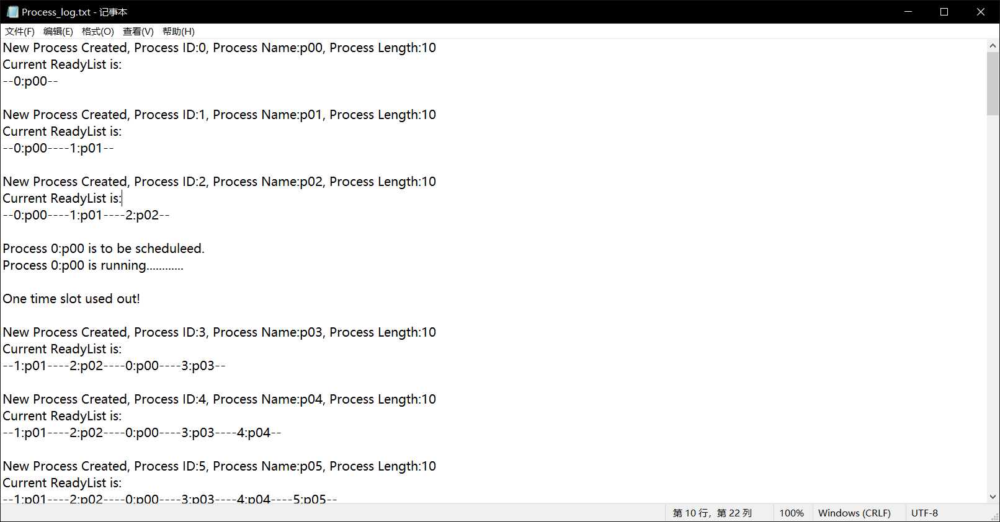 Process_log.txt - 记事本
文件(F) 编辑(E) 格式(O) 查看(V) 帮助(H)
New Process Created, Process ID:0, Process Name:p00, Process Length:10
Current ReadyList is:
--0:p00--
New Process Created, Process ID:1, Process Name:p01, Process Length:10
Current ReadyList is:
--0:p00----1:p01--
New Process Created, Process ID:2, Process Name:p02, Process Length:10
Current ReadyList is:
--0:p00----1:p01----2:p02--
Process 0:p00 is to be scheduleed.
Process 0:p00 is running............
One time slot used out!
New Process Created, Process ID:3, Process Name:p03, Process Length:10
Current ReadyList is:
--1:p01----2:p02----0:p00----3:p03--
New Process Created, Process ID:4, Process Name:p04, Process Length:10
Current ReadyList is:
--1:p01----2:p02----0:p00----3:p03----4:p04--
New Process Created, Process ID:5, Process Name:p05, Process Length:10
Current ReadyList is:
--1:p01----2:p02----0:p00----3:p03----4:p04----5:p05--
第 10 行，第 22 列 100% Windows (CRLF) UTF-8